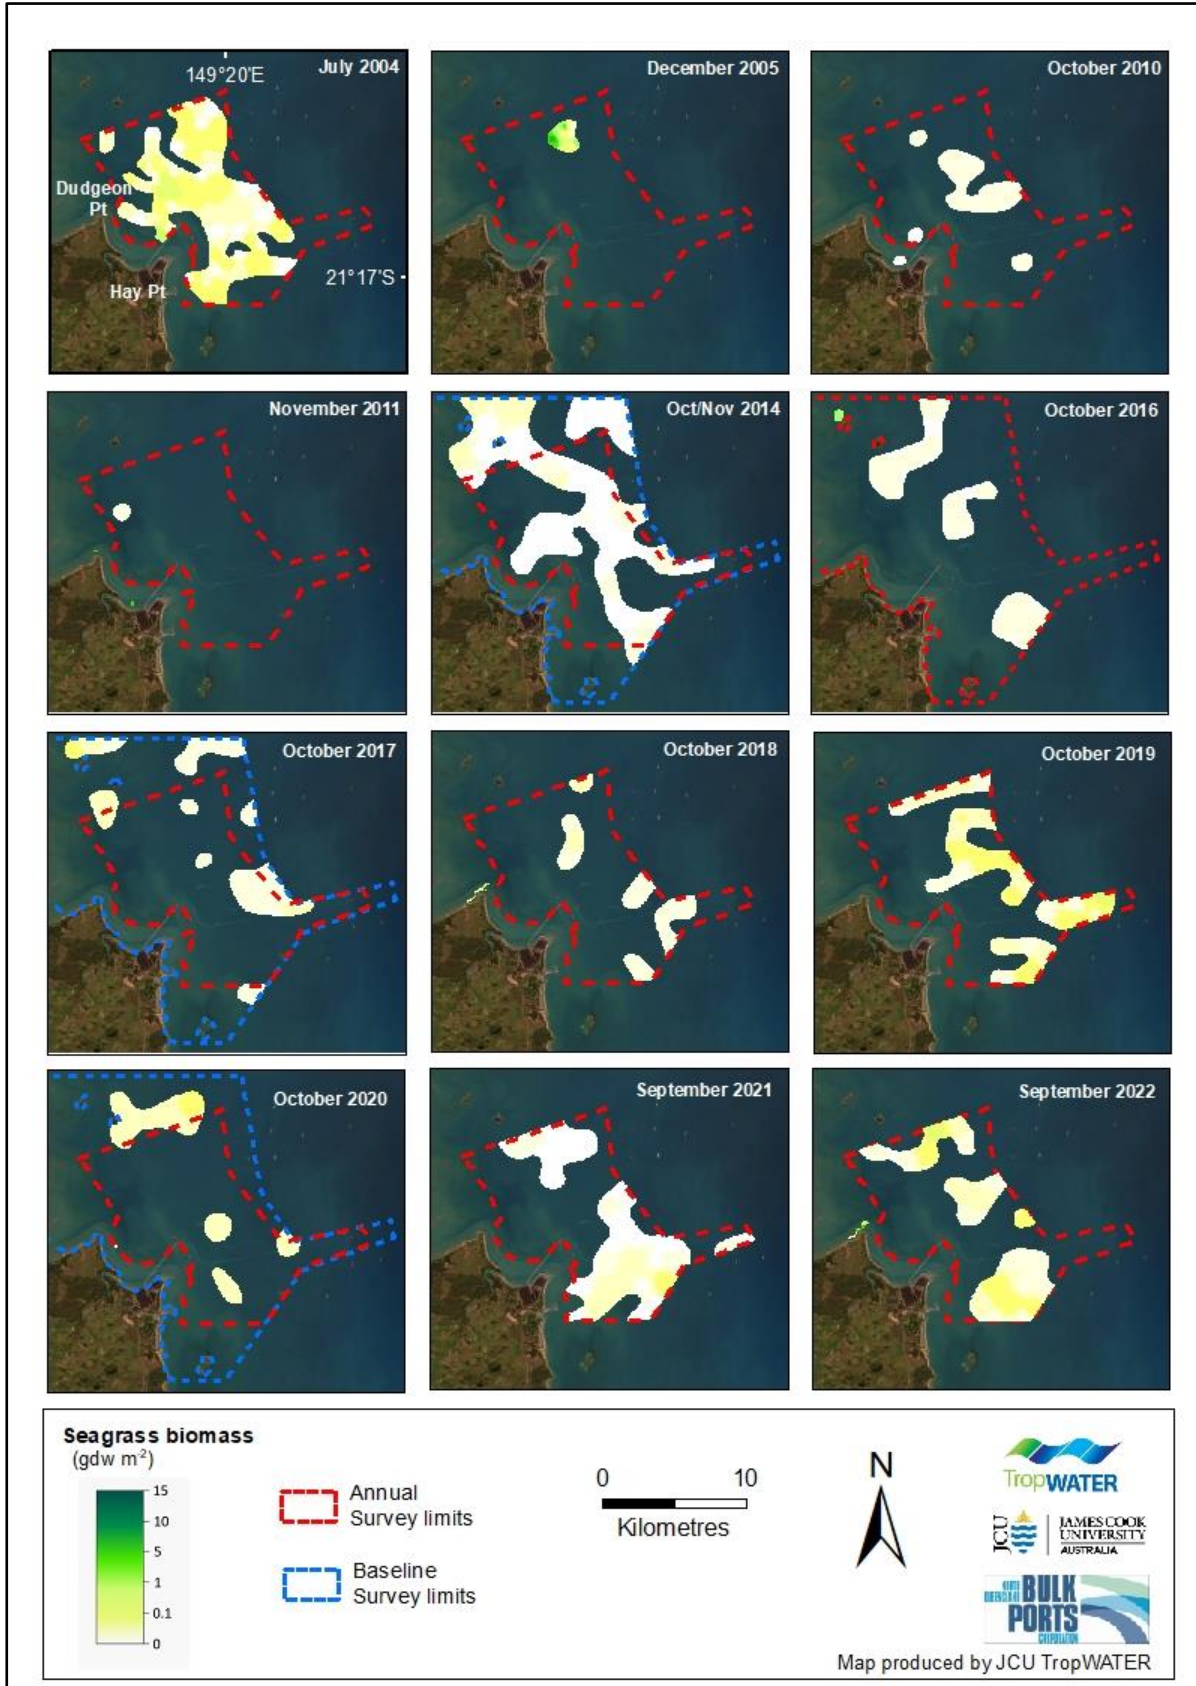 July 2004
149°20'E
Dudgeon
Pt
Hay Pt
21°17'S
December 2005
October 2010
November 2011
Oct/Nov 2014
October 2016
October 2017
October 2018
October 2019
October 2020
September 2021
September 2022
Seagrass biomass
(gdw m⁻²)
15
10
5
1
0.1
0
Annual
Survey limits
Baseline
Survey limits
0 10
Kilometres
N
TropWATER
JCU
JAMES COOK
UNIVERSITY
AUSTRALIA
NORTH
QUEENSLAND
BULK
PORTS
CORPORATION
Map produced by JCU TropWATER